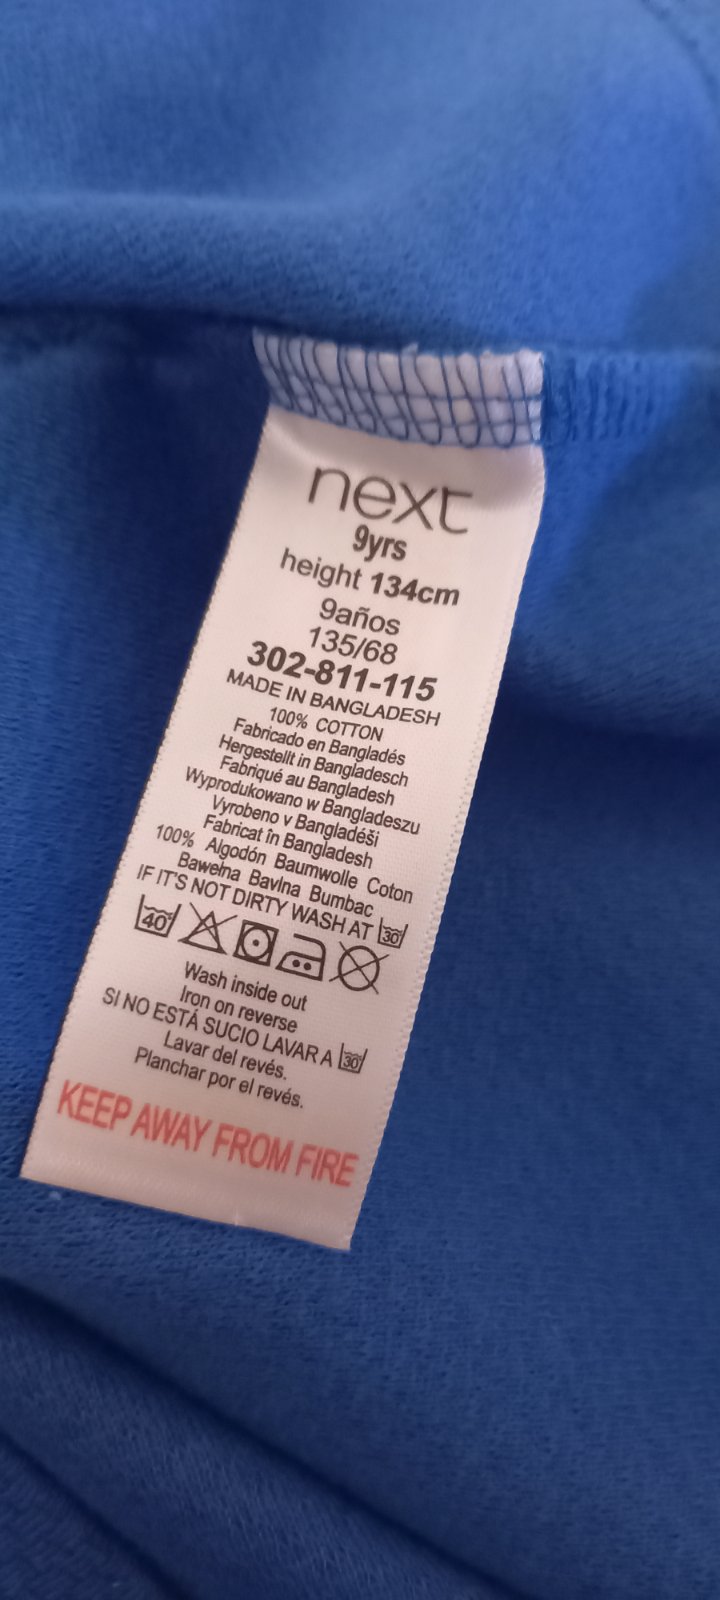 next
9yrs
height 134cm
9años
135/68
302-811-115
MADE IN BANGLADESH
100% COTTON
Fabricado en Bangladés
Hergestellt in Bangladesch
Fabriqué au Bangladesh
Wyprodukowano w Bangladeszu
Vyrobeno v Bangladéši
Fabricat în Bangladesh
100% Algodón Baumwolle Coton
Bawełna Bavlna Bumbac
IF IT'S NOT DIRTY WASH AT 30
40
Wash inside out
Iron on reverse
SI NO ESTÁ SUCIO LAVAR A 30
Lavar del revés.
Planchar por el revés.
KEEP AWAY FROM FIRE